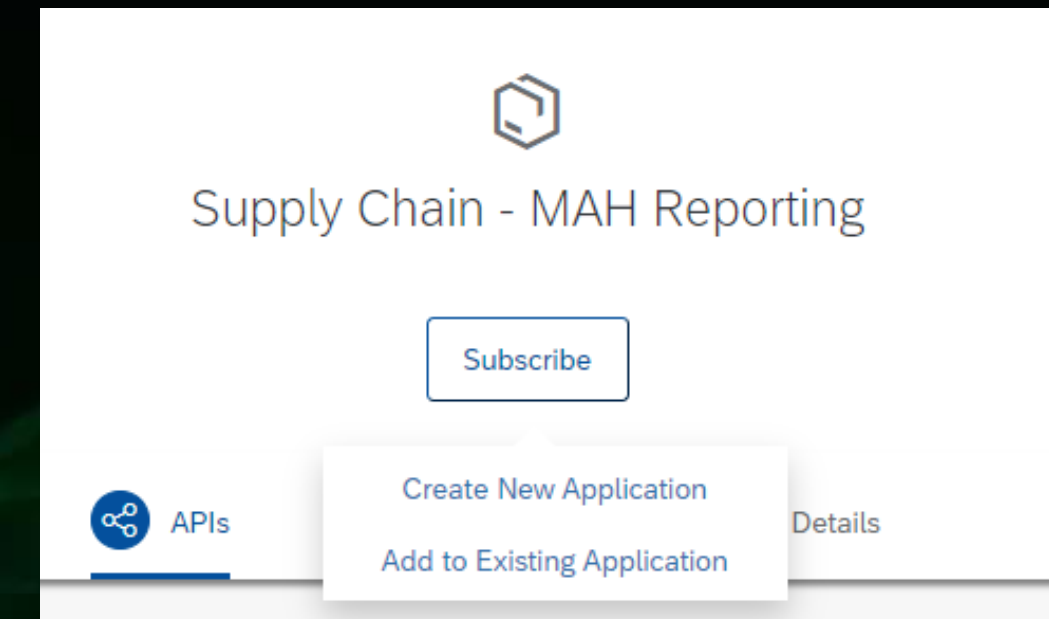 Supply Chain - MAH Reporting
Subscribe
Create New Application
Add to Existing Application
APIs
Details